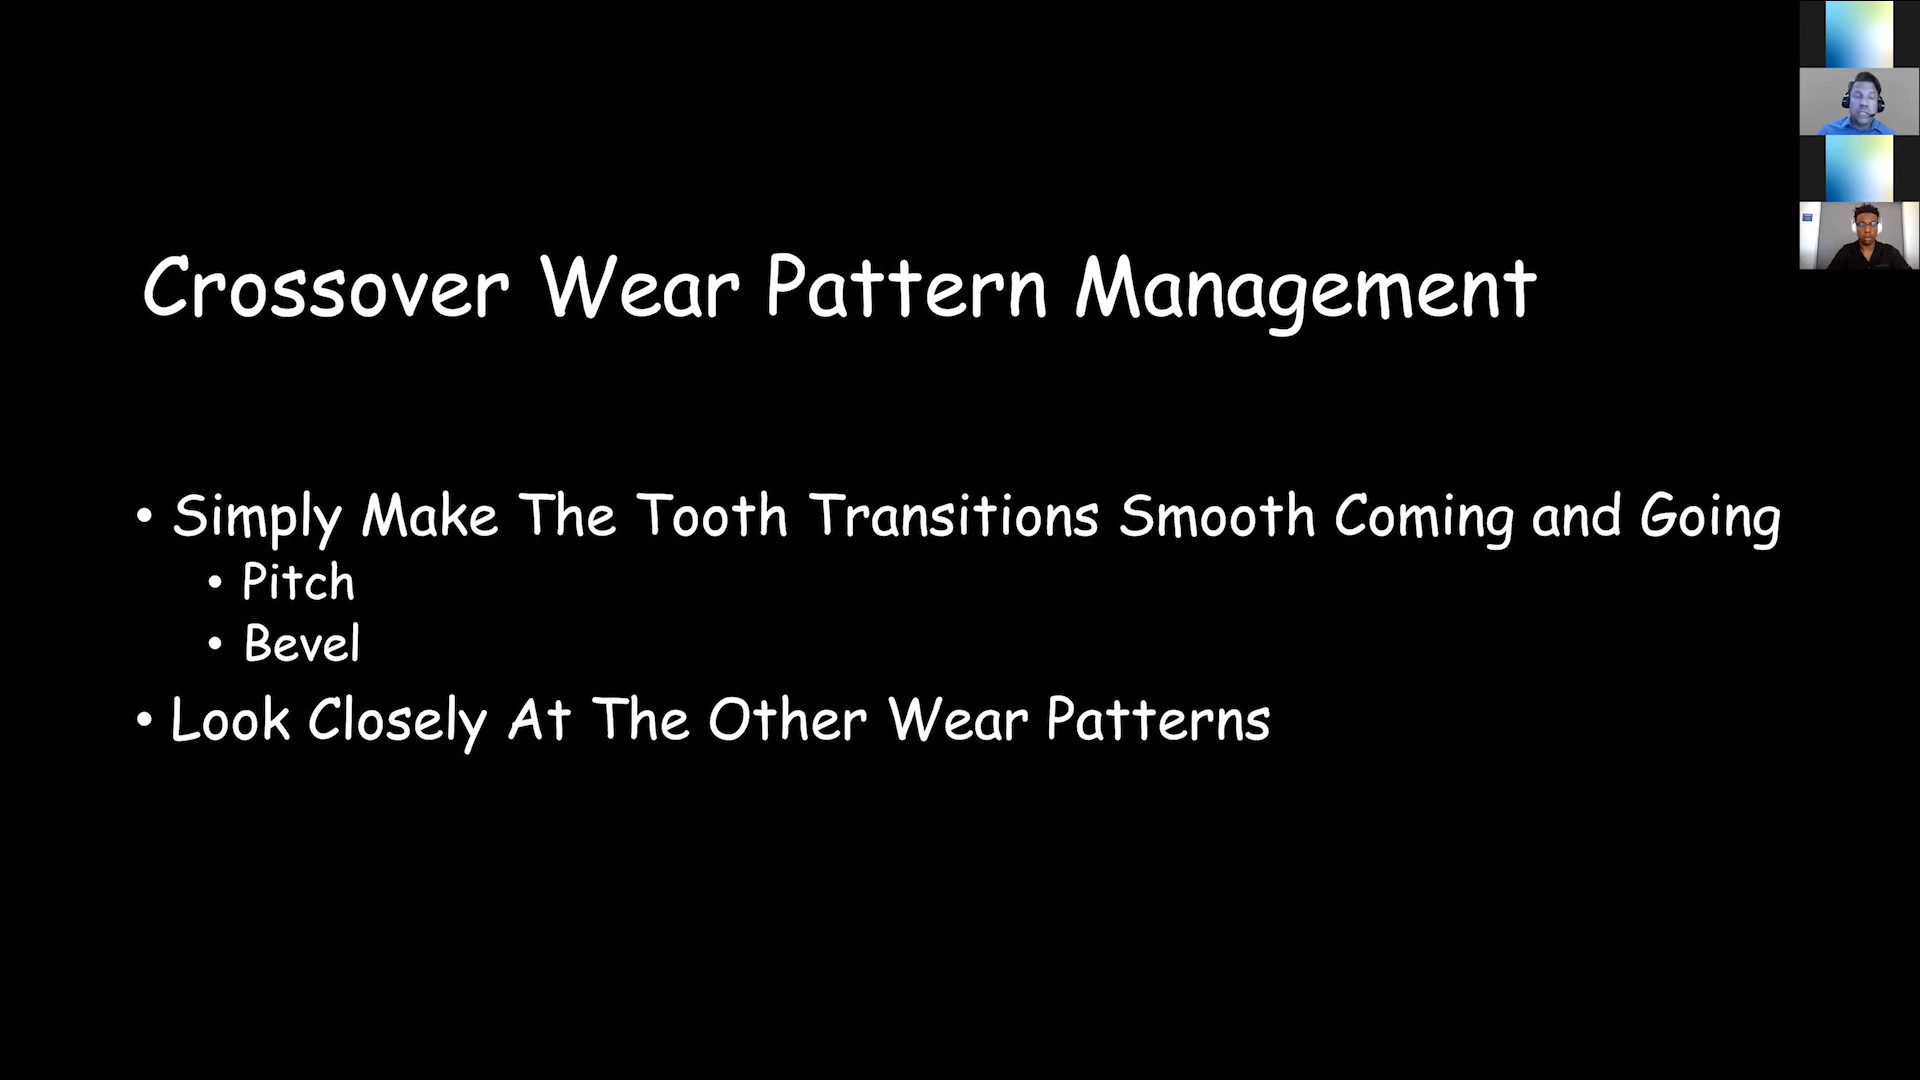 Crossover Wear Pattern Management
• Simply Make The Tooth Transitions Smooth Coming and Going
• Pitch
• Bevel
• Look Closely At The Other Wear Patterns